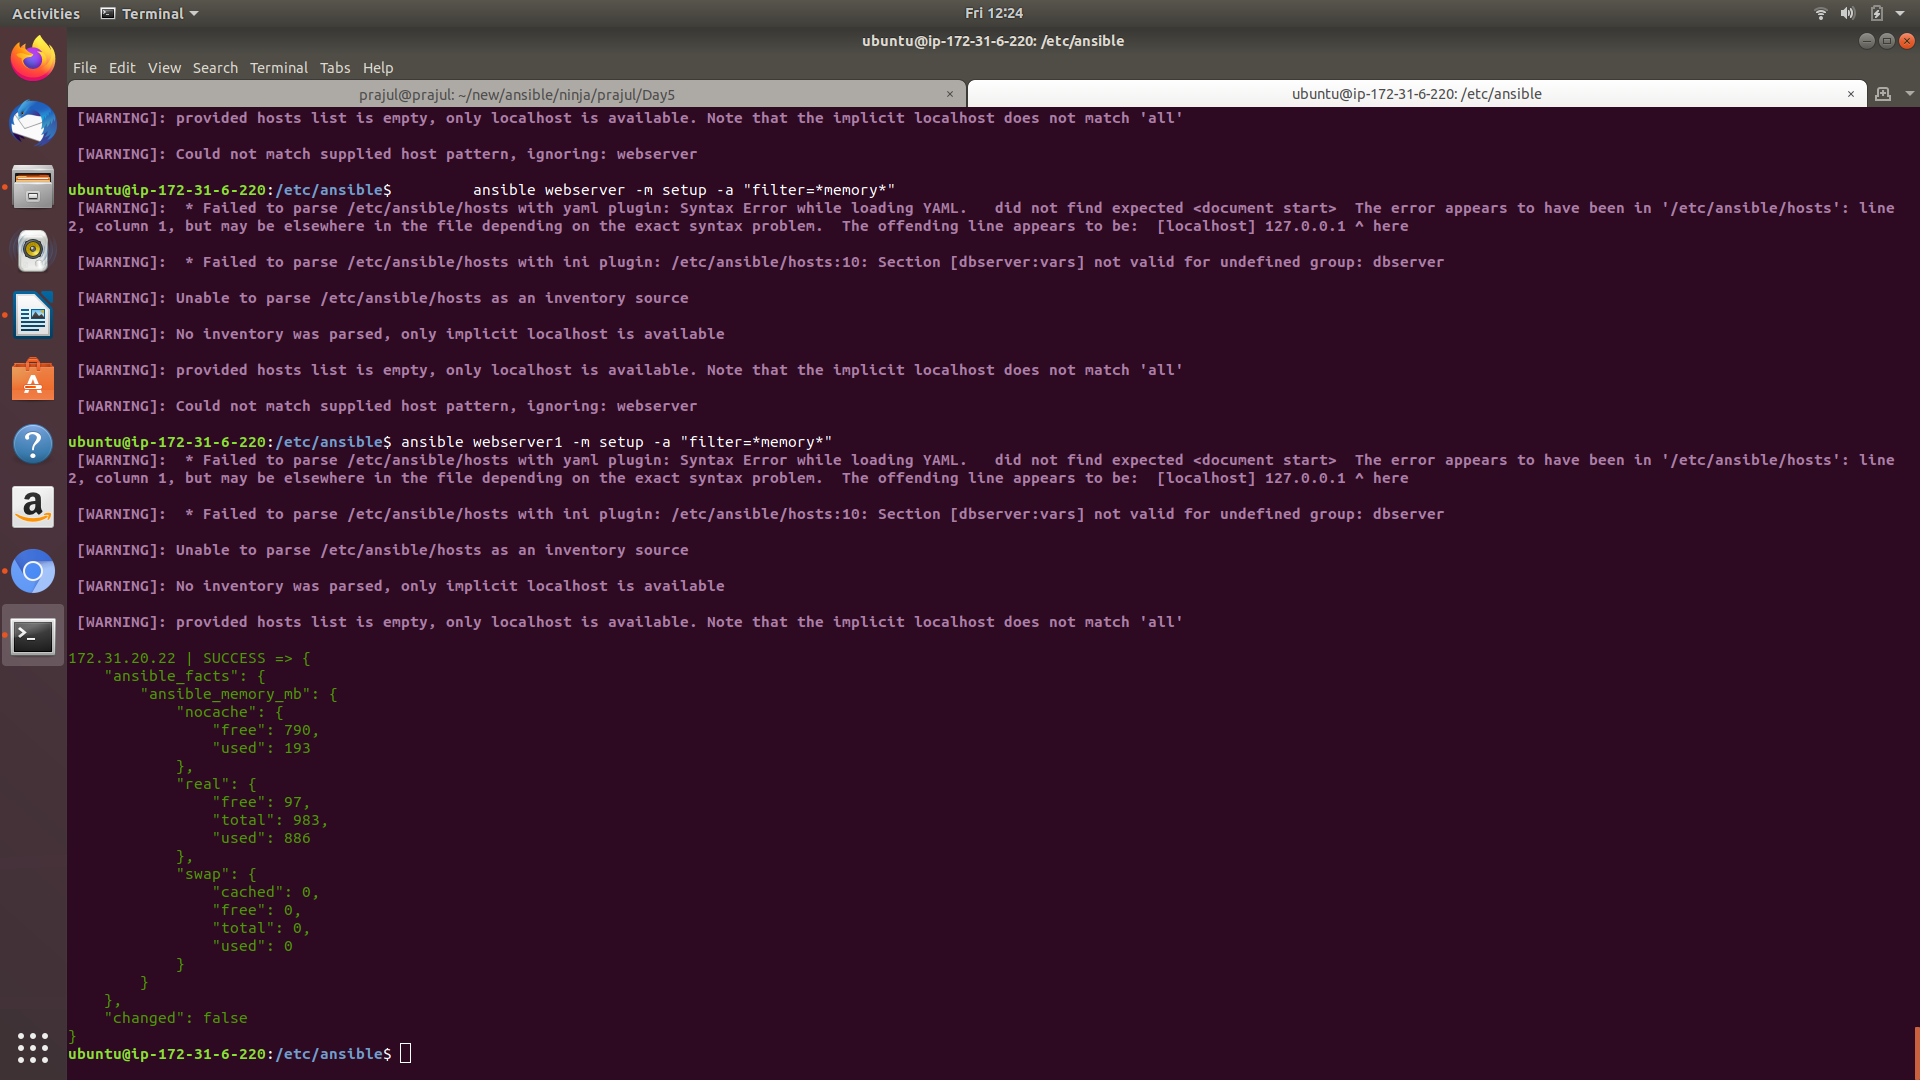 Activities Terminal Fri 12:24
ubuntu@ip-172-31-6-220: /etc/ansible
File Edit View Search Terminal Tabs Help
prajul@prajul: ~/new/ansible/ninja/prajul/Day5 × ubuntu@ip-172-31-6-220: /etc/ansible ×
[WARNING]: provided hosts list is empty, only localhost is available. Note that the implicit localhost does not match 'all'
[WARNING]: Could not match supplied host pattern, ignoring: webserver
ubuntu@ip-172-31-6-220:/etc/ansible$         ansible webserver -m setup -a "filter=*memory*"
[WARNING]:  * Failed to parse /etc/ansible/hosts with yaml plugin: Syntax Error while loading YAML.   did not find expected <document start>  The error appears to have been in '/etc/ansible/hosts': line
2, column 1, but may be elsewhere in the file depending on the exact syntax problem.  The offending line appears to be:  [localhost] 127.0.0.1 ^ here
[WARNING]:  * Failed to parse /etc/ansible/hosts with ini plugin: /etc/ansible/hosts:10: Section [dbserver:vars] not valid for undefined group: dbserver
[WARNING]: Unable to parse /etc/ansible/hosts as an inventory source
[WARNING]: No inventory was parsed, only implicit localhost is available
[WARNING]: provided hosts list is empty, only localhost is available. Note that the implicit localhost does not match 'all'
[WARNING]: Could not match supplied host pattern, ignoring: webserver
ubuntu@ip-172-31-6-220:/etc/ansible$ ansible webserver1 -m setup -a "filter=*memory*"
[WARNING]:  * Failed to parse /etc/ansible/hosts with yaml plugin: Syntax Error while loading YAML.   did not find expected <document start>  The error appears to have been in '/etc/ansible/hosts': line
2, column 1, but may be elsewhere in the file depending on the exact syntax problem.  The offending line appears to be:  [localhost] 127.0.0.1 ^ here
[WARNING]:  * Failed to parse /etc/ansible/hosts with ini plugin: /etc/ansible/hosts:10: Section [dbserver:vars] not valid for undefined group: dbserver
[WARNING]: Unable to parse /etc/ansible/hosts as an inventory source
[WARNING]: No inventory was parsed, only implicit localhost is available
[WARNING]: provided hosts list is empty, only localhost is available. Note that the implicit localhost does not match 'all'
172.31.20.22 | SUCCESS => {
    "ansible_facts": {
        "ansible_memory_mb": {
            "nocache": {
                "free": 790,
                "used": 193
            },
            "real": {
                "free": 97,
                "total": 983,
                "used": 886
            },
            "swap": {
                "cached": 0,
                "free": 0,
                "total": 0,
                "used": 0
            }
        }
    },
    "changed": false
}
ubuntu@ip-172-31-6-220:/etc/ansible$